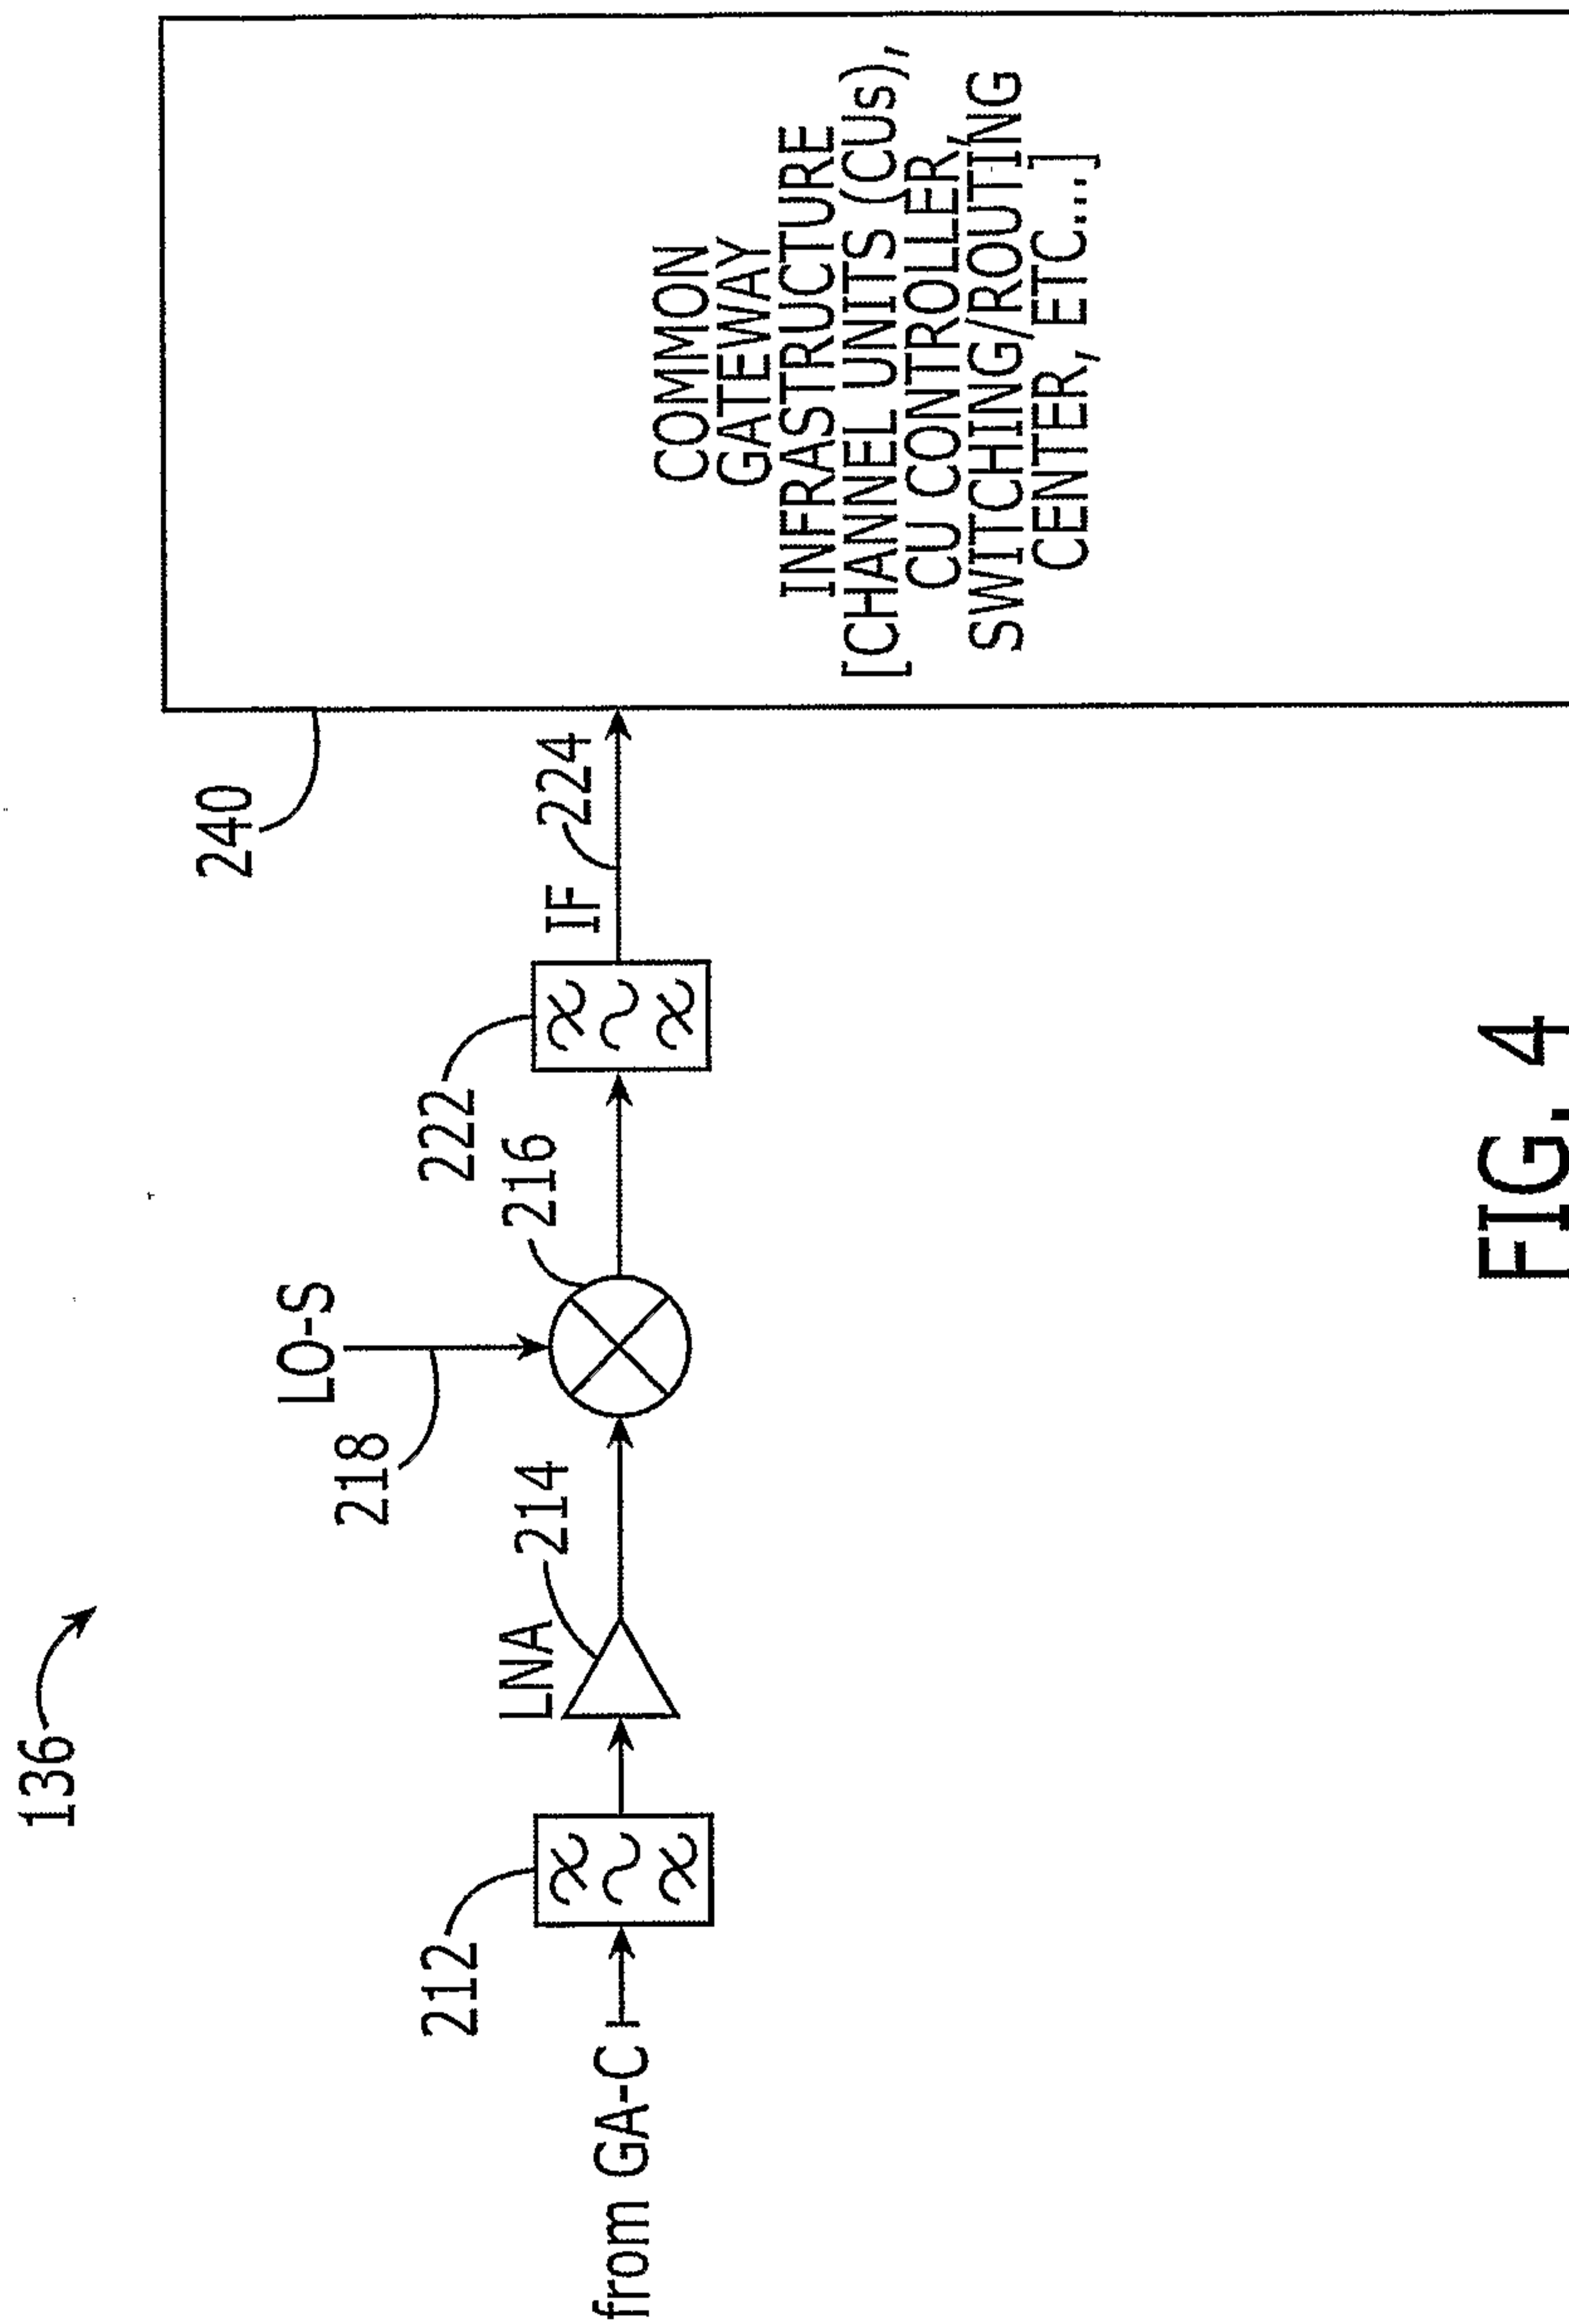 136
240
LO-S
218
222
IF
224
216
LNA
214
212
from GA-C
COMMON
GATEWAY
INFRASTRUCTURE
[CHANNEL UNITS (CUs),
CU CONTROLLER,
SWITCHING/ROUTING
CENTER, ETC...]
FIG. 4